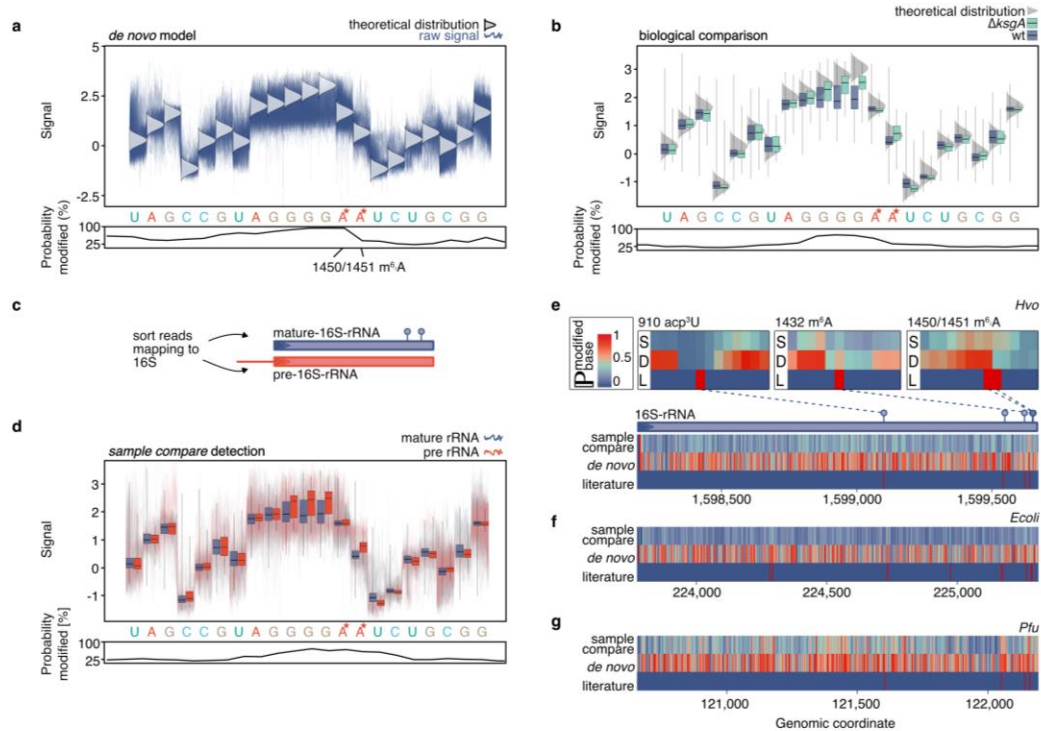 a
de novo model
theoretical distribution
raw signal
Signal
5
2.5
0
-2.5
U A G C C G U A G G G G A* A* U C U G C G G
Probability
modified (%)
100
25
1450/1451 m⁶A
b
biological comparison
theoretical distribution
ΔksgA
wt
Signal
3
2
1
0
-1
U A G C C G U A G G G G A* A* U C U G C G G
Probability
modified (%)
100
25
c
sort reads
mapping to
16S
mature-16S-rRNA
pre-16S-rRNA
d
sample compare detection
mature rRNA
pre rRNA
Signal
3
2
1
0
-1
U A G C C G U A G G G G A* A* U C U G C G G
Probability
modified [%]
100
25
e
Hvo
P modified base
1
0.5
0
910 acp³U
S
D
L
1432 m⁶A
S
D
L
1450/1451 m⁶A
S
D
L
16S-rRNA
sample
compare
de novo
literature
1,598,500
1,599,000
1,599,500
f
Ecoli
sample
compare
de novo
literature
224,000
224,500
225,000
g
Pfu
sample
compare
de novo
literature
121,000
121,500
122,000
Genomic coordinate